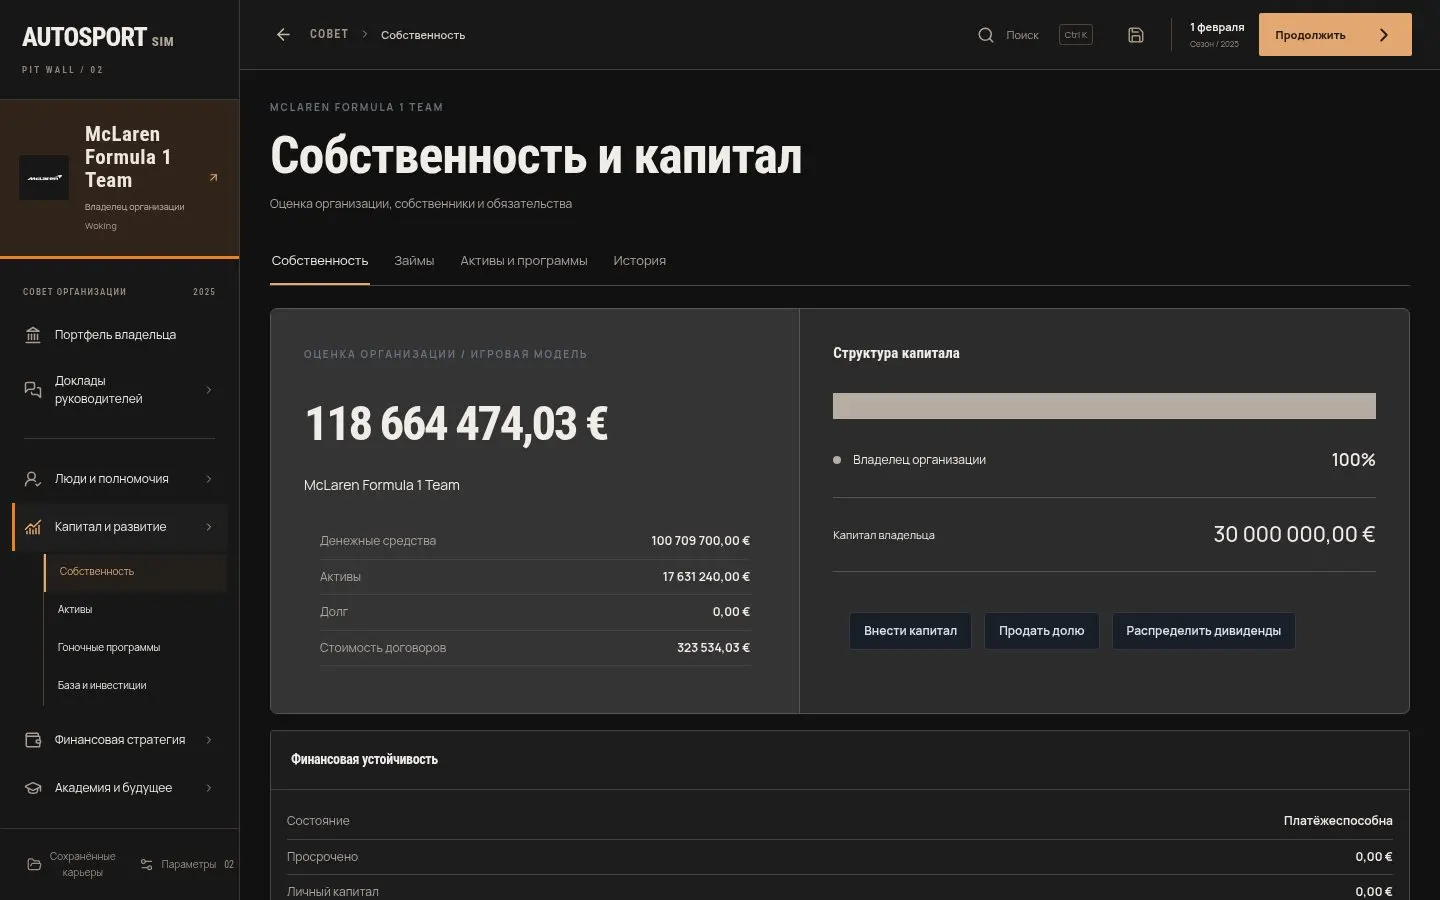 AUTOSPORT SIM
PIT WALL / 02
McLaren
Formula 1
Team
Владелец организации
Woking
СОВЕТ ОРГАНИЗАЦИИ 2025
Портфель владельца
Доклады
руководителей
Люди и полномочия
Капитал и развитие
Собственность
Активы
Гоночные программы
База и инвестиции
Финансовая стратегия
Академия и будущее
Сохранённые
карьеры
Параметры 02
СОВЕТ
Собственность
Поиск
Ctrl K
1 февраля
Сезон / 2025
Продолжить
MCLAREN FORMULA 1 TEAM
Собственность и капитал
Оценка организации, собственники и обязательства
Собственность Займы Активы и программы История
ОЦЕНКА ОРГАНИЗАЦИИ / ИГРОВАЯ МОДЕЛЬ
118 664 474,03 €
McLaren Formula 1 Team
Денежные средства 100 709 700,00 €
Активы 17 631 240,00 €
Долг 0,00 €
Стоимость договоров 323 534,03 €
Структура капитала
Владелец организации 100%
Капитал владельца 30 000 000,00 €
Внести капитал Продать долю Распределить дивиденды
Финансовая устойчивость
Состояние Платёжеспособна
Просрочено 0,00 €
Личный капитал 0,00 €